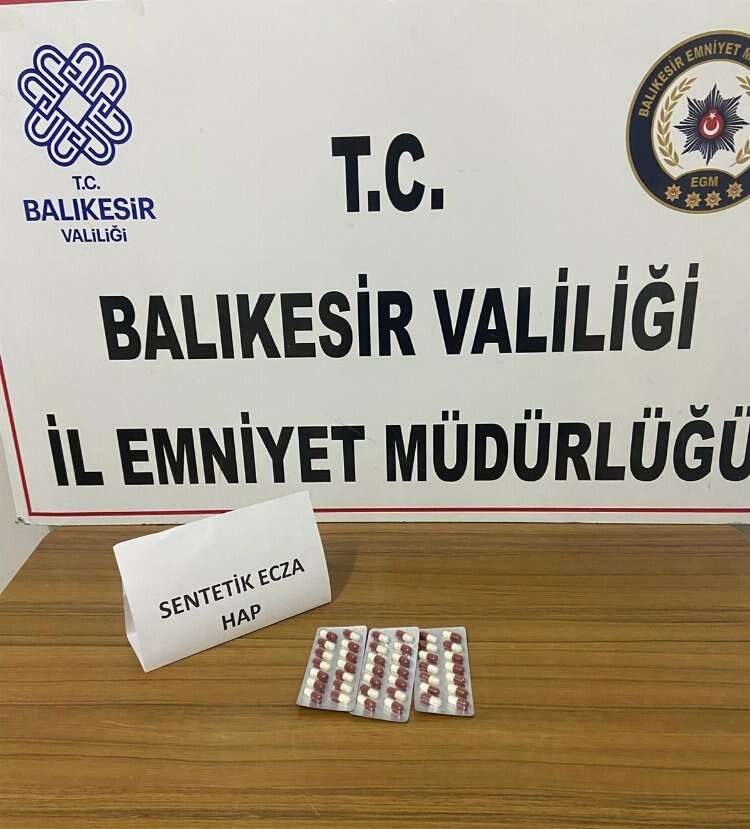 T.C.
BALIKESİR
VALİLİĞİ
BALIKESİR EMNİYET M
EGM
T.C.
BALIKESİR VALİLİĞİ
İL EMNİYET MÜDÜRLÜĞÜ
SENTETİK ECZA
HAP